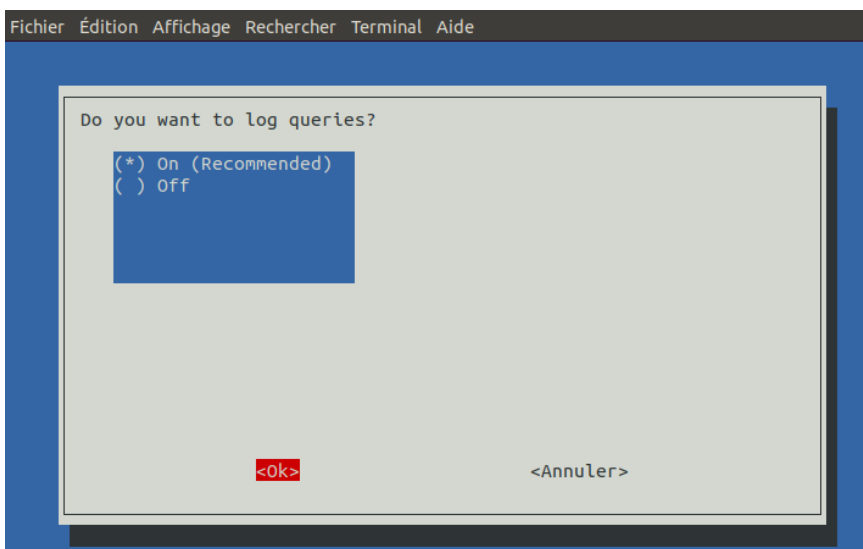 Fichier Édition Affichage Rechercher Terminal Aide
Do you want to log queries?
(*) On (Recommended)
( ) Off
<Ok> <Annuler>